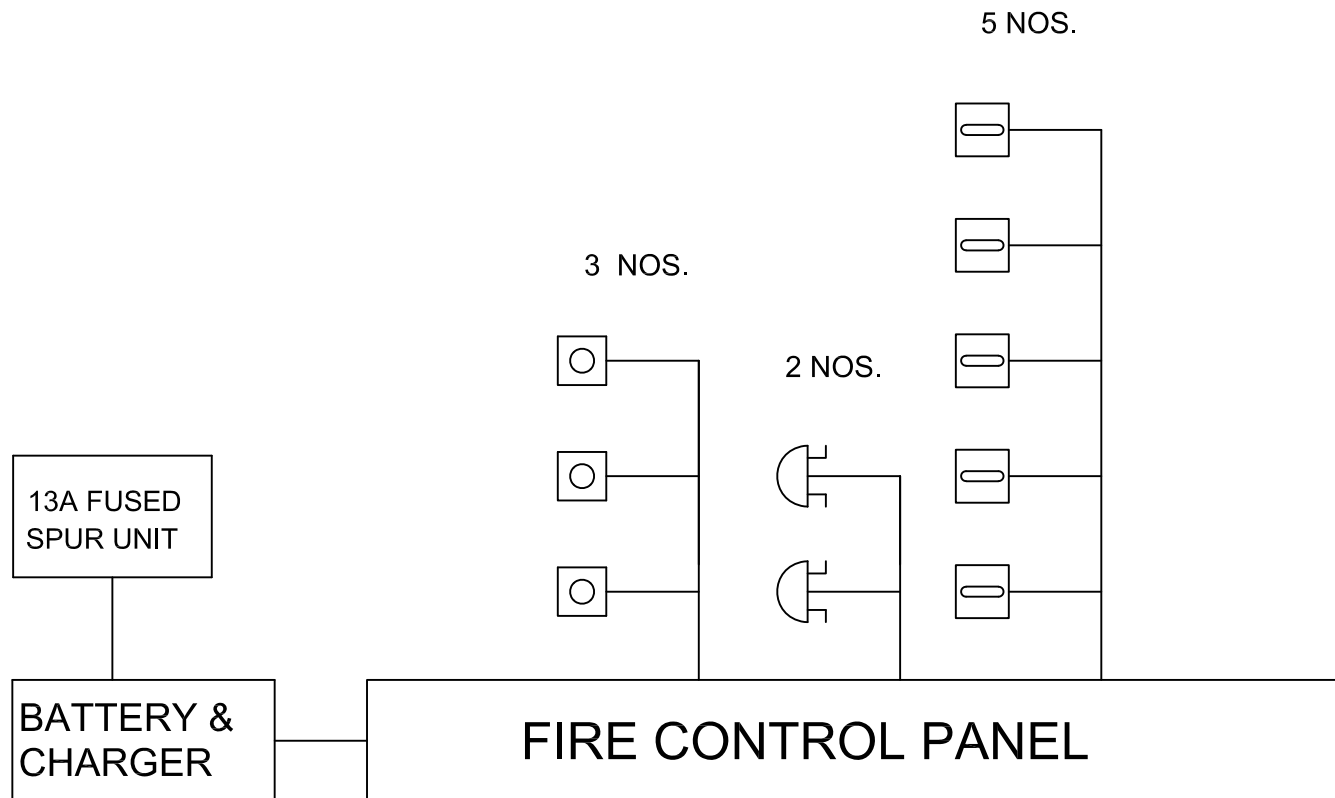 5 NOS.
3  NOS.
2 NOS.
13A FUSED
SPUR UNIT
BATTERY &
CHARGER
FIRE CONTROL PANEL